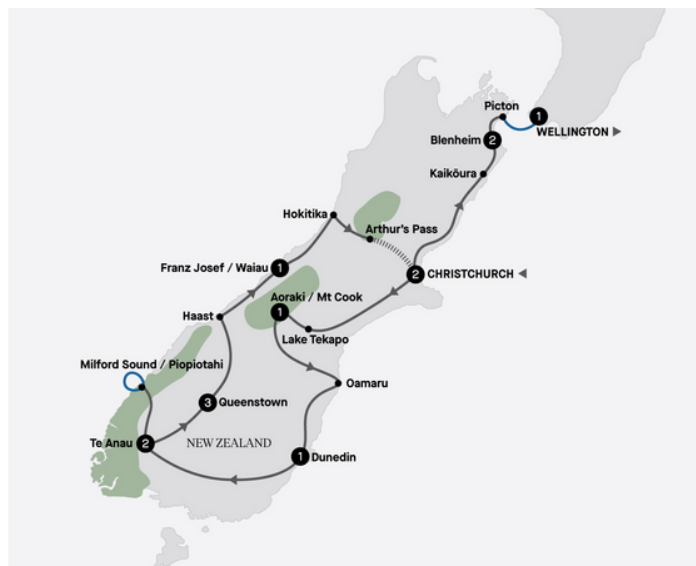 Picton
1
WELLINGTON ▶
Blenheim 2
Kaikōura
Hokitika
Arthur's Pass
Franz Josef / Waiau 1
2 CHRISTCHURCH ◀
Aoraki / Mt Cook
1
Haast
Lake Tekapo
Milford Sound / Piopiotahi
Oamaru
3 Queenstown
Te Anau 2
NEW ZEALAND
1 Dunedin